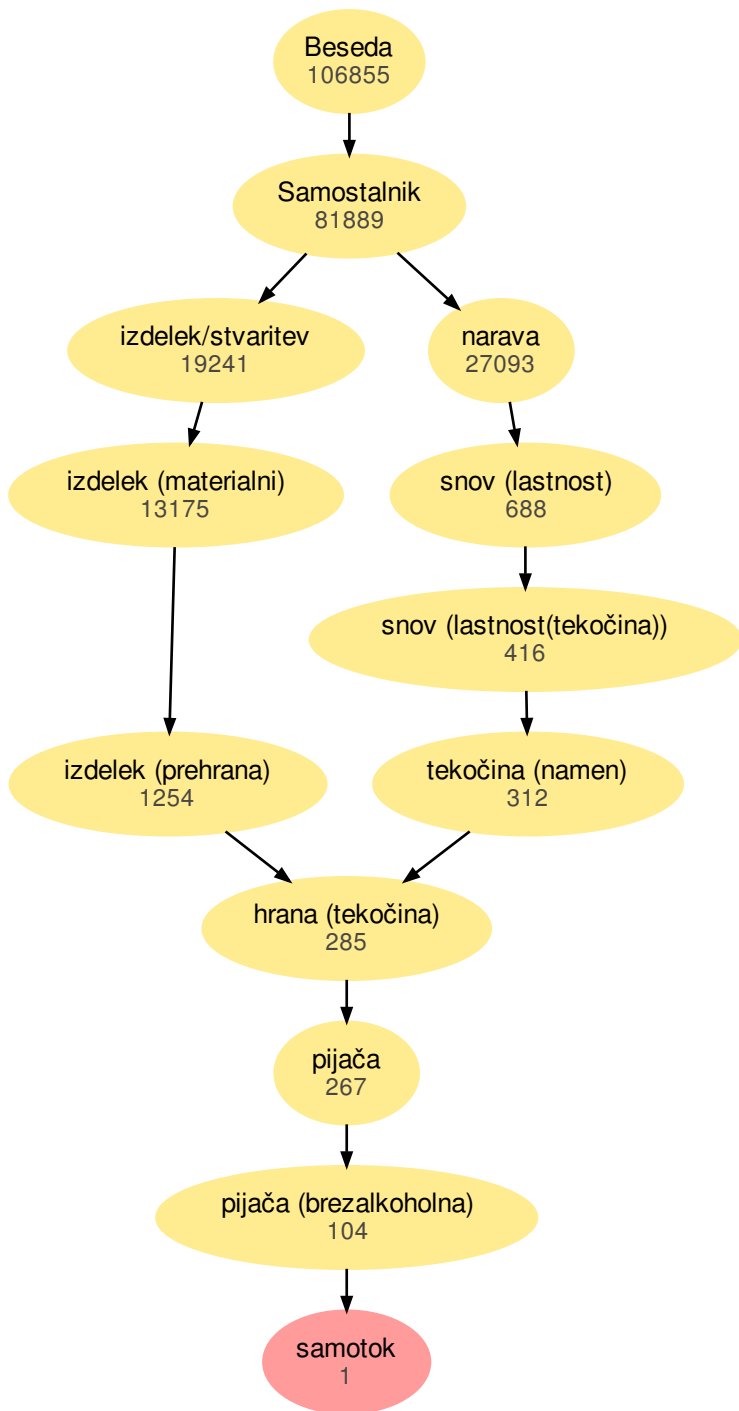 Beseda
106855
Samostalnik
81889
izdelek/stvaritev
19241
narava
27093
izdelek (materialni)
13175
snov (lastnost)
688
snov (lastnost(tekočina))
416
izdelek (prehrana)
1254
tekočina (namen)
312
hrana (tekočina)
285
pijača
267
pijača (brezalkoholna)
104
samotok
1